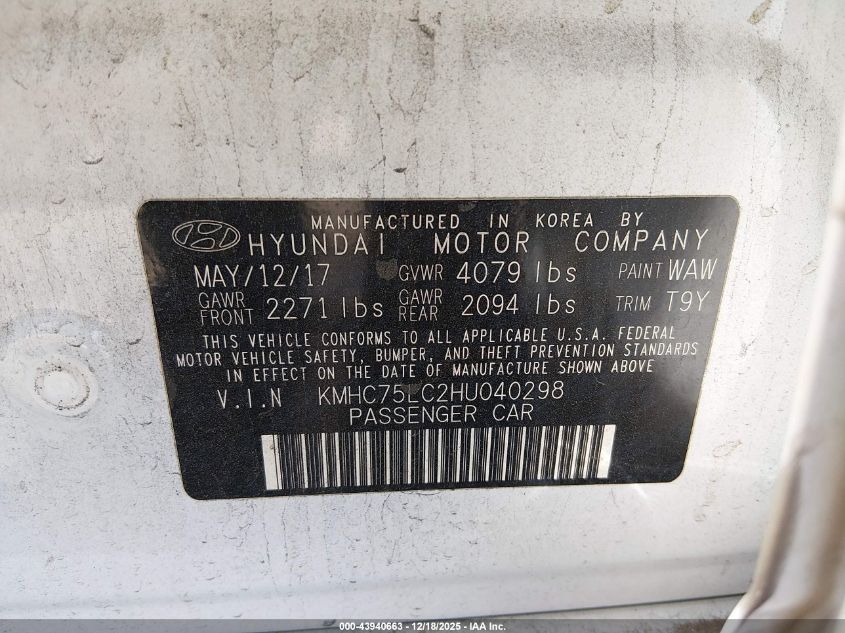 MANUFACTURED IN KOREA BY
HYUNDAI MOTOR COMPANY
MAY/12/17 GVWR 4079 lbs PAINT WAW
GAWR FRONT 2271 lbs GAWR REAR 2094 lbs TRIM T9Y
THIS VEHICLE CONFORMS TO ALL APPLICABLE U.S.A. FEDERAL
MOTOR VEHICLE SAFETY, BUMPER, AND THEFT PREVENTION STANDARDS
IN EFFECT ON THE DATE OF MANUFACTURE SHOWN ABOVE
V.I.N KMHC75LC2HU040298
PASSENGER CAR
000-43940663 - 12/18/2025 - IAA Inc.